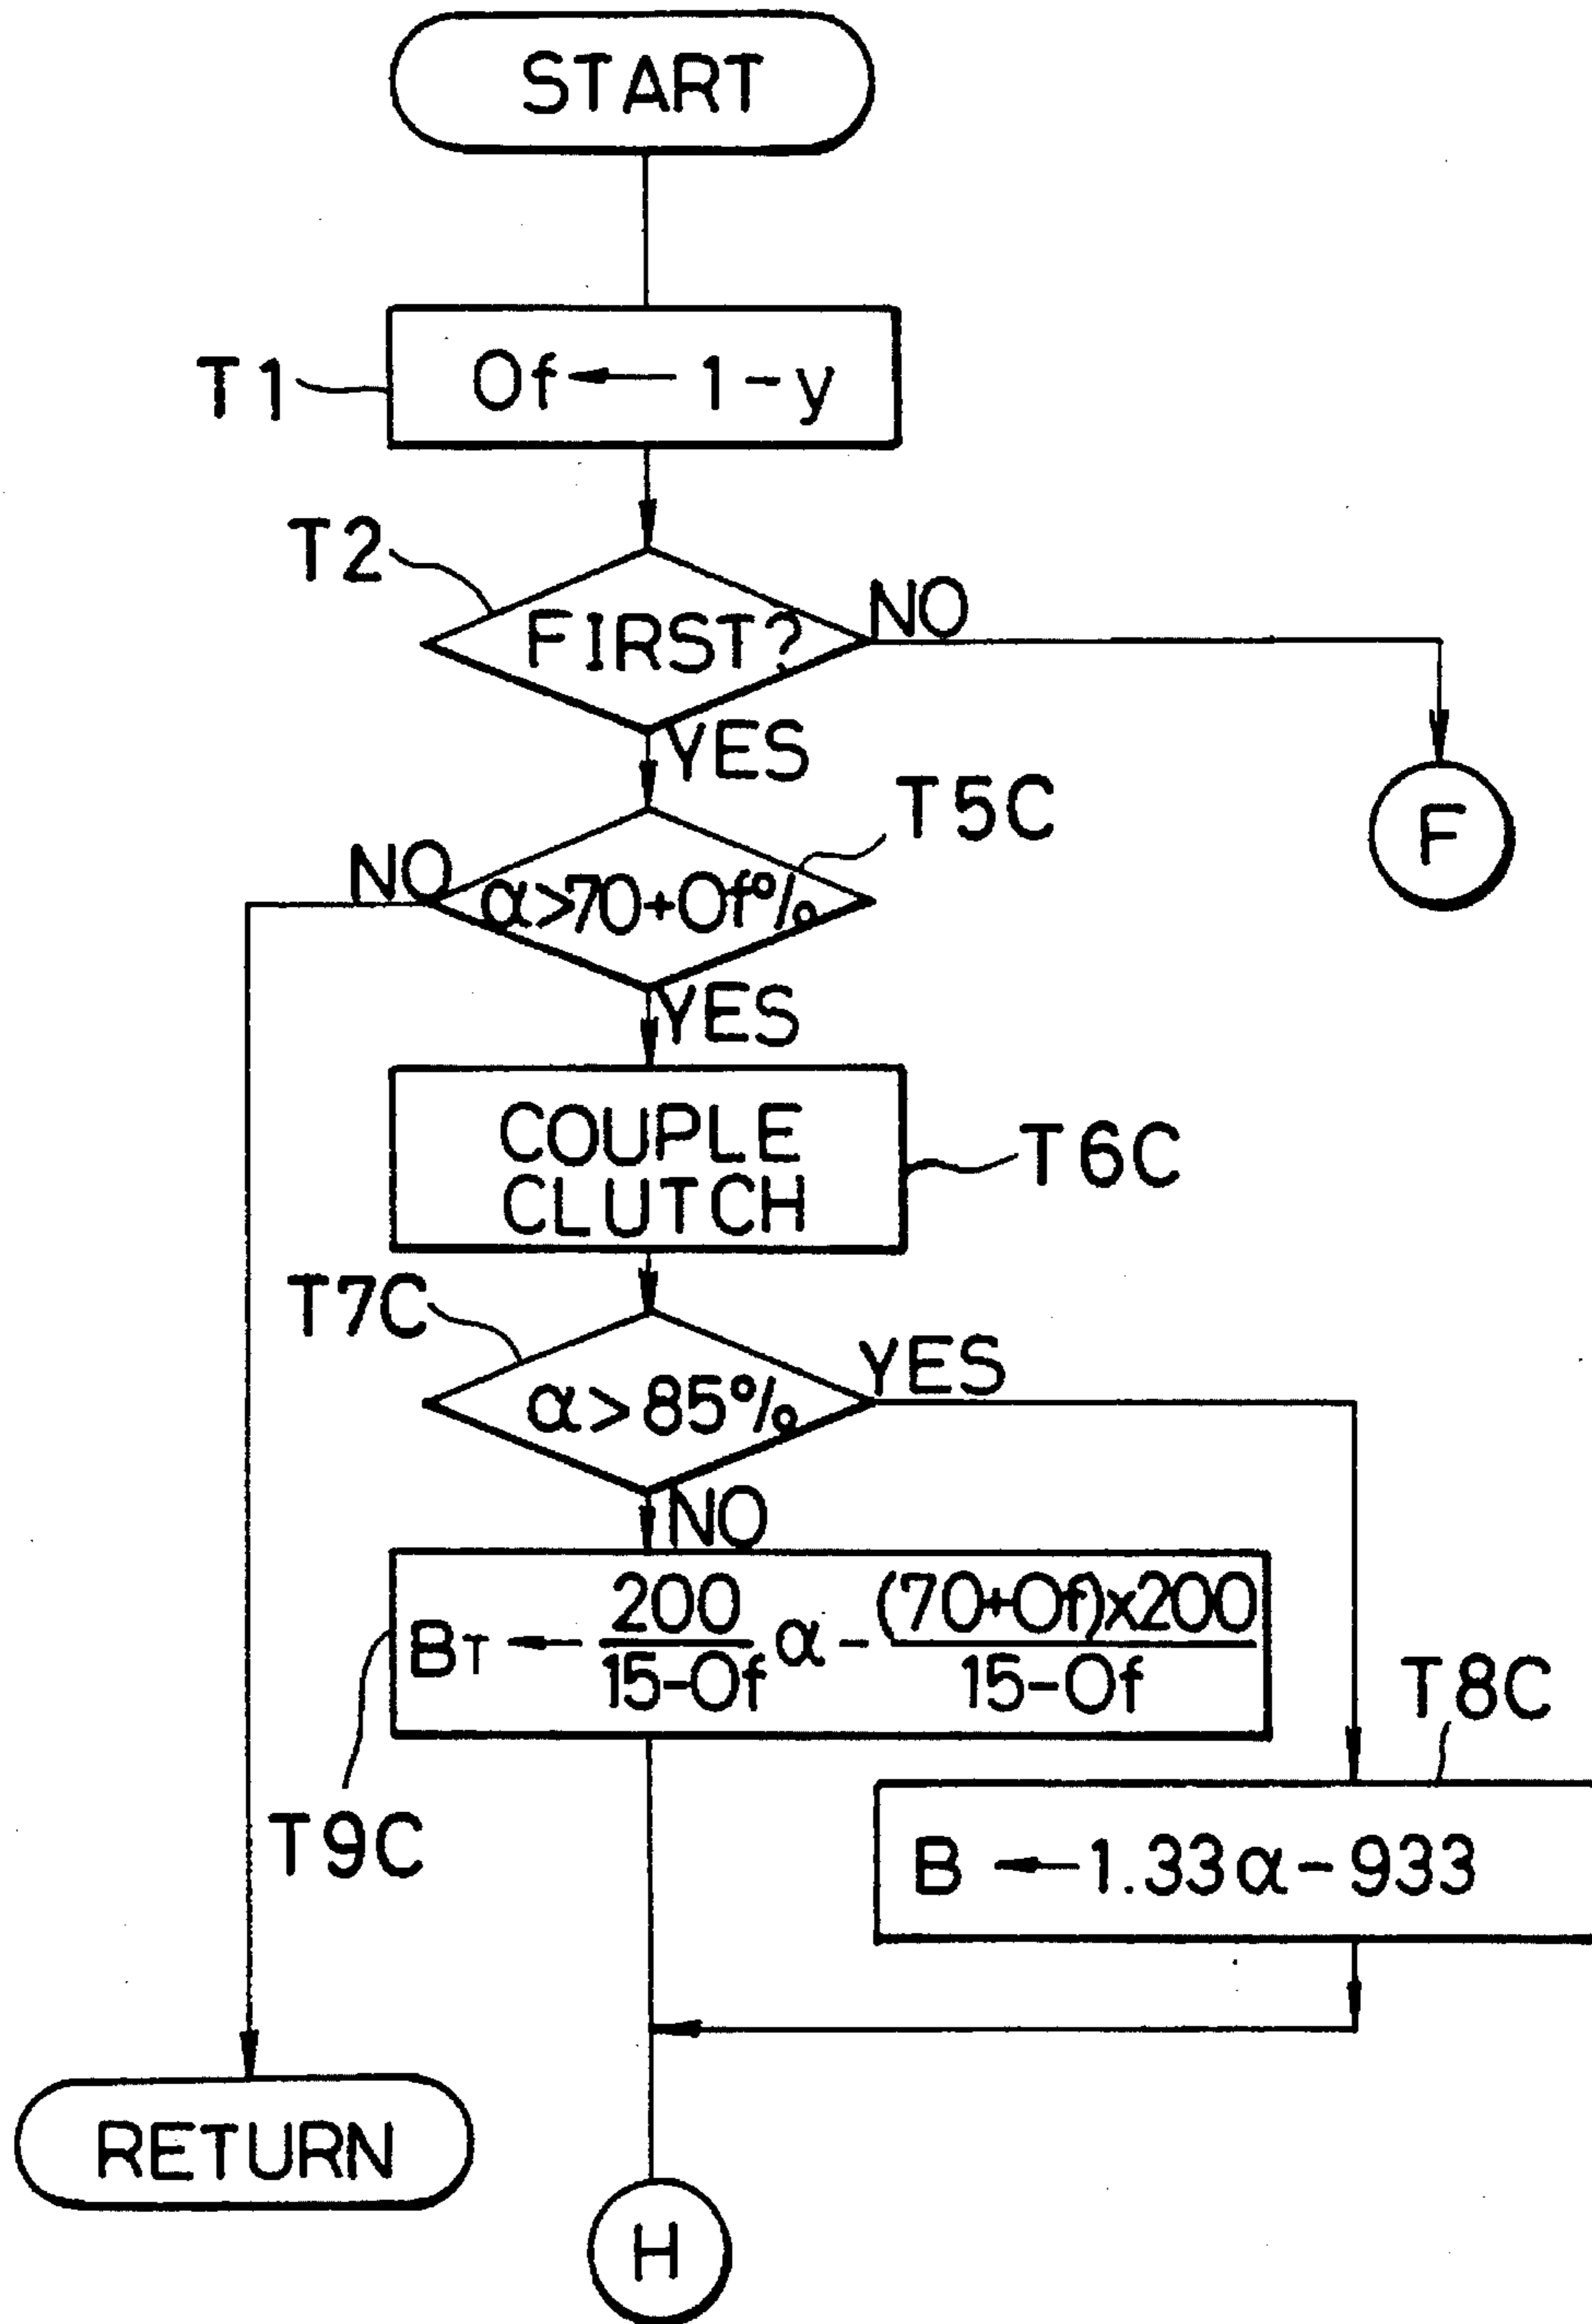 START
T1
Of ← 1-y
T2
FIRST?
NO
YES
T5C
F
NO
α>70+Of%
YES
COUPLE
CLUTCH
T6C
T7C
YES
α>85%
NO
BT ← 200/15-Of α - (70+Of)x200/15-Of
T8C
T9C
B ← 1.33α-933
RETURN
H